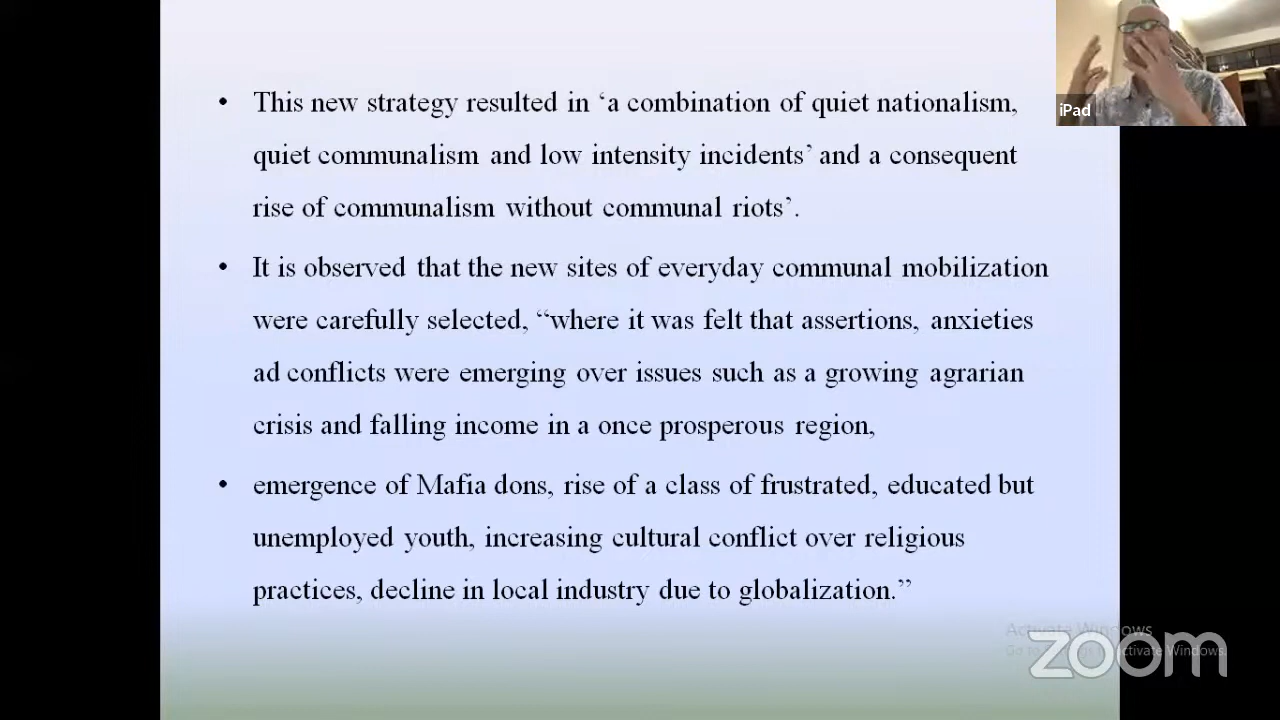 • This new strategy resulted in ‘a combination of quiet nationalism,
quiet communalism and low intensity incidents’ and a consequent
rise of communalism without communal riots’.
• It is observed that the new sites of everyday communal mobilization
were carefully selected, “where it was felt that assertions, anxieties
ad conflicts were emerging over issues such as a growing agrarian
crisis and falling income in a once prosperous region,
• emergence of Mafia dons, rise of a class of frustrated, educated but
unemployed youth, increasing cultural conflict over religious
practices, decline in local industry due to globalization.”
iPad
Activate Windows
Go to activate Windows.
zoom